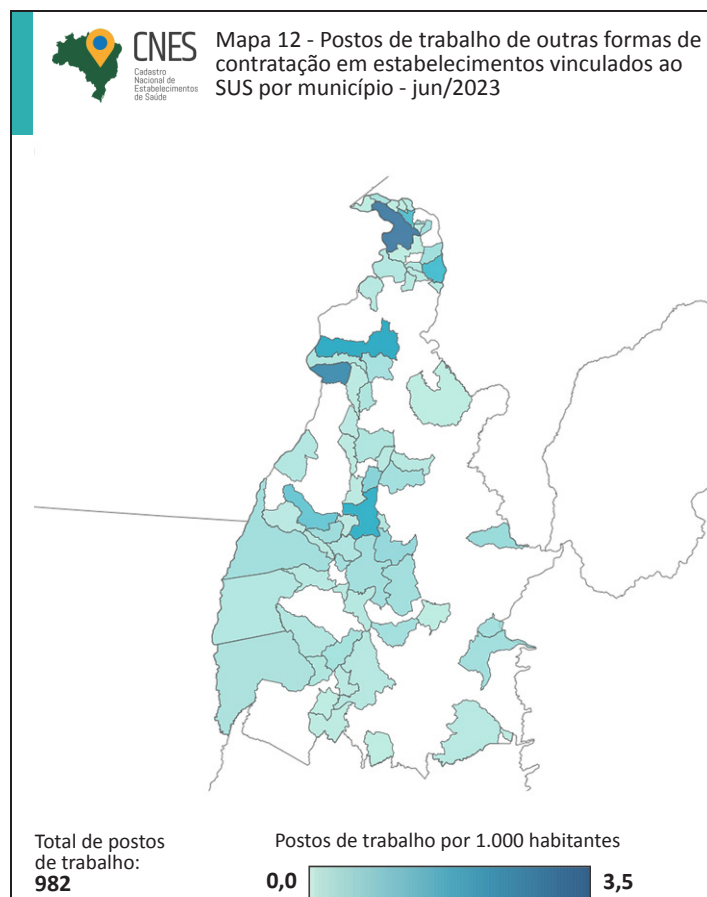 CNES
Cadastro
Nacional de
Estabelecimentos
de Saúde
Mapa 12 - Postos de trabalho de outras formas de
contratação em estabelecimentos vinculados ao
SUS por município - jun/2023
Total de postos
de trabalho:
982
Postos de trabalho por 1.000 habitantes
0,0
3,5